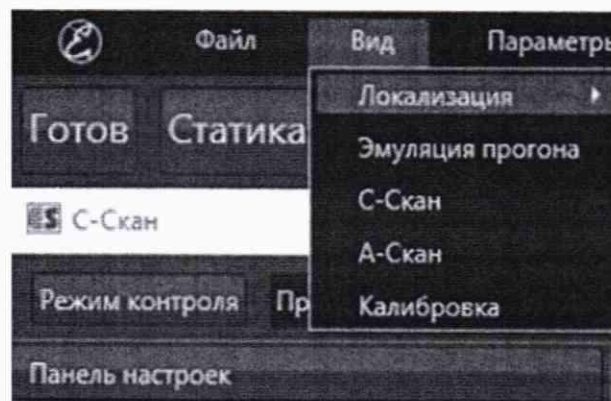 Файл Вид Параметры
Локализация
Готов Статика
Эмуляция прогона
С-Скан
С-Скан
А-Скан
Режим контроля Пр
Калибровка
Панель настроек